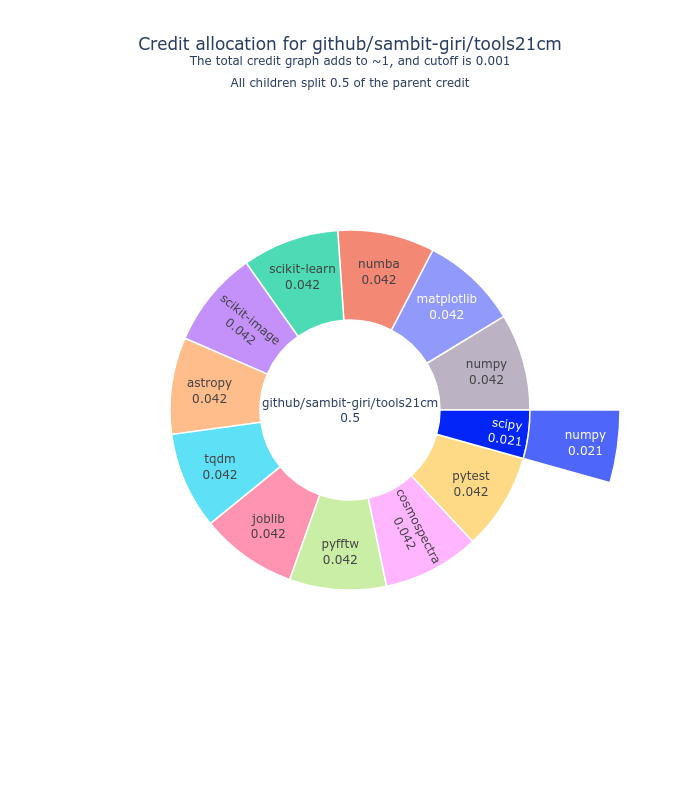 Credit allocation for github/sambit-giri/tools21cm
The total credit graph adds to ~1, and cutoff is 0.001
All children split 0.5 of the parent credit
numba
0.042
scikit-learn
0.042
matplotlib
0.042
scikit-image
0.042
numpy
0.042
astropy
0.042
github/sambit-giri/tools21cm
0.5
scipy
0.021
numpy
0.021
tqdm
0.042
pytest
0.042
joblib
0.042
cosmospectra
0.042
pyfftw
0.042